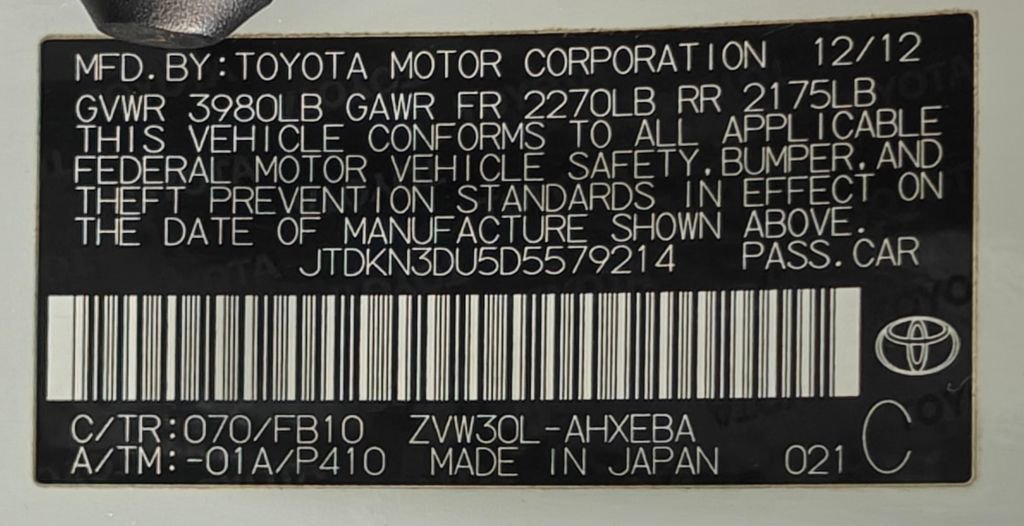 MFD. BY: TOYOTA MOTOR CORPORATION 12/12
GVWR 3980LB GAWR FR 2270LB RR 2175LB
THIS VEHICLE CONFORMS TO ALL APPLICABLE
FEDERAL MOTOR VEHICLE SAFETY, BUMPER, AND
THEFT PREVENTION STANDARDS IN EFFECT ON
THE DATE OF MANUFACTURE SHOWN ABOVE.
JTDKN3DU5D5579214 PASS. CAR
C/TR: 070/FB10 ZVW30L-AHXEBA C
A/TM: -01A/P410 MADE IN JAPAN 021